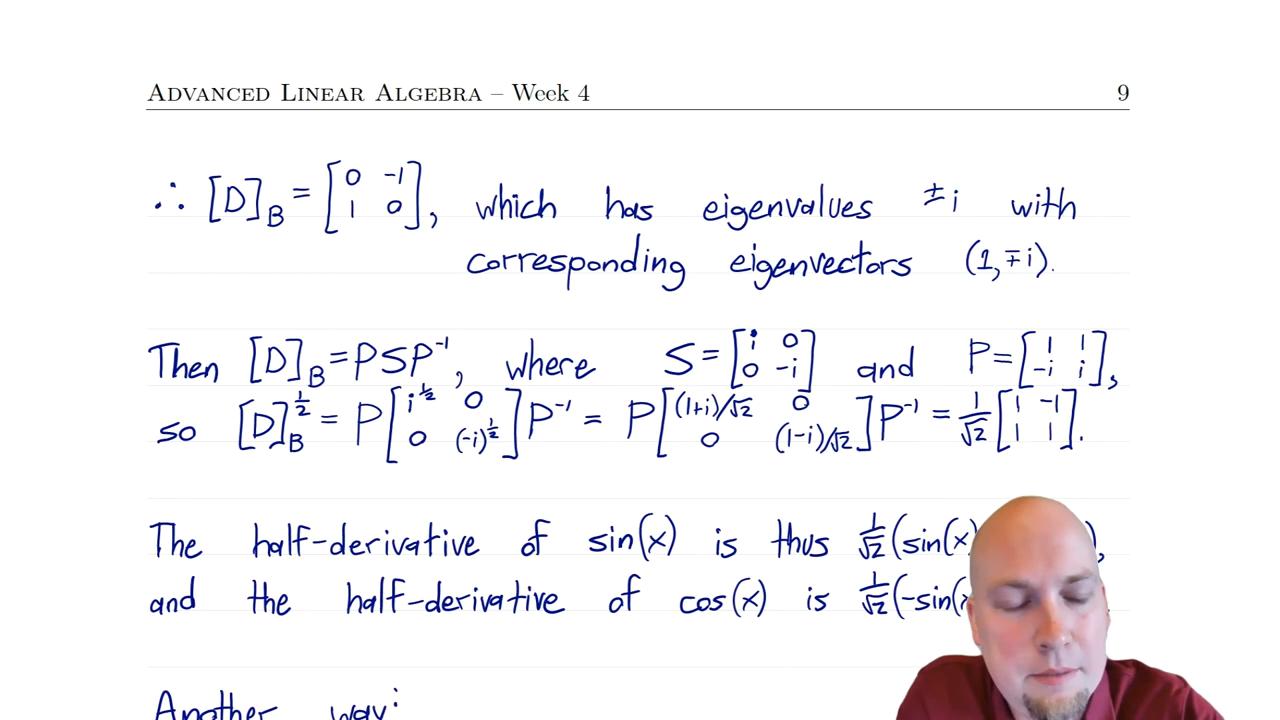 ADVANCED LINEAR ALGEBRA – Week 4 9
∴ [D]_B = [0 -1; 1 0], which has eigenvalues ±i with
corresponding eigenvectors (1, ∓i).
Then [D]_B = PSP⁻¹, where S = [i 0; 0 -i] and P = [1 1; -i i],
so [D]_B^½ = P[i^½ 0; 0 (-i)^½]P⁻¹ = P[(1+i)/√2 0; 0 (1-i)/√2]P⁻¹ = 1/√2 [1 -1; 1 1].
The half-derivative of sin(x) is thus 1/√2 (sin(x) ),
and the half-derivative of cos(x) is 1/√2 (-sin(x
Another way: